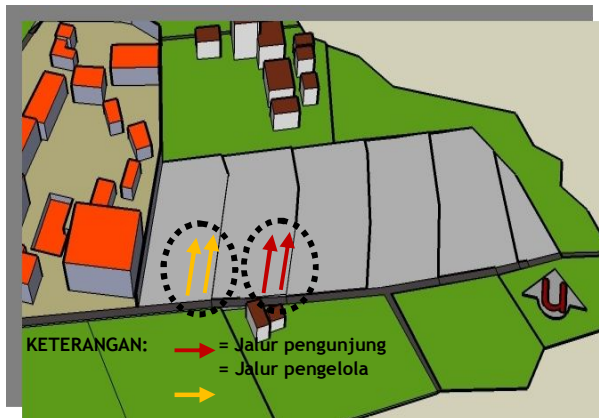 KETERANGAN:
= Jalur pengunjung
= Jalur pengelola
U